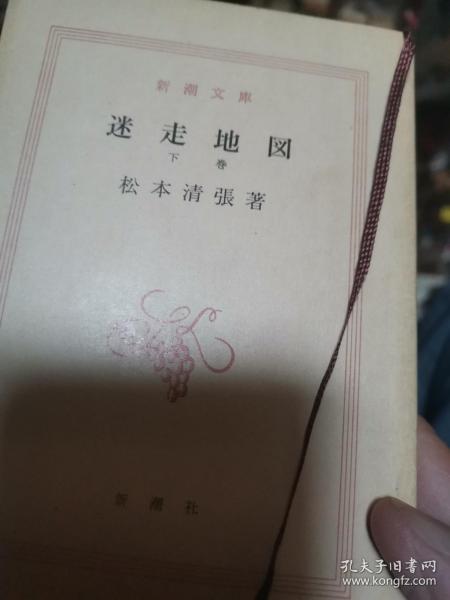 新潮文庫
迷走地図
下巻
松本清張著
新潮社
孔夫子旧书网
www.kongfz.com